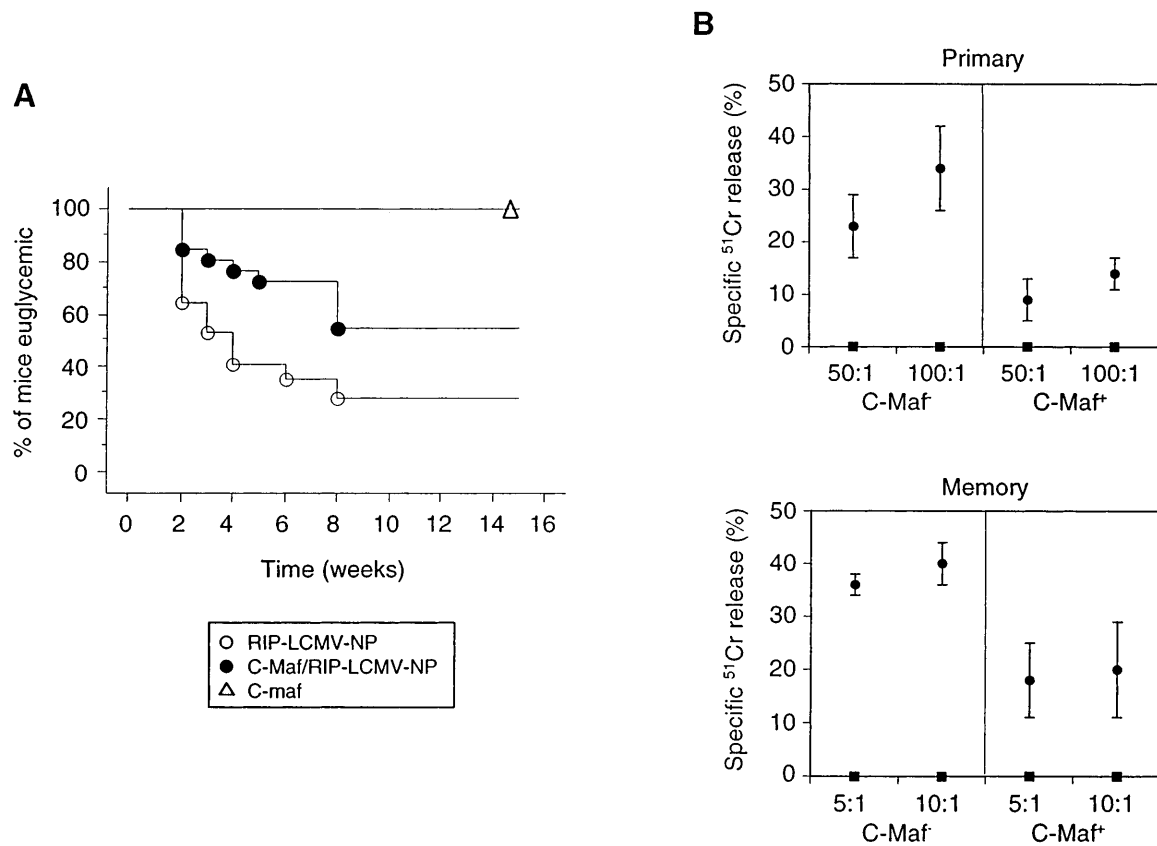 A
% of mice euglycemic
100
80
60
40
20
0
0 2 4 6 8 10 12 14 16
Time (weeks)
RIP-LCMV-NP
C-Maf/RIP-LCMV-NP
C-maf
B
Primary
Specific ⁵¹Cr release (%)
50
40
30
20
10
0
50:1 100:1 50:1 100:1
C-Maf⁻ C-Maf⁺
Memory
Specific ⁵¹Cr release (%)
50
40
30
20
10
0
5:1 10:1 5:1 10:1
C-Maf⁻ C-Maf⁺